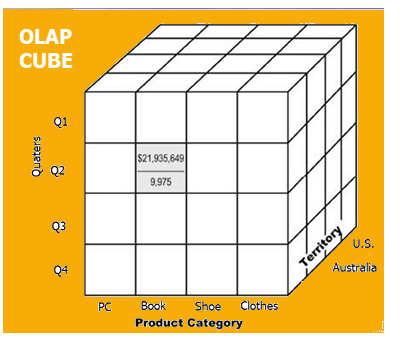 OLAP
CUBE
Q1
Quaters
$21,935,649
9,975
Q2
Q3
Q4
Territory
U.S.
Australia
PC Book Shoe Clothes
Product Category